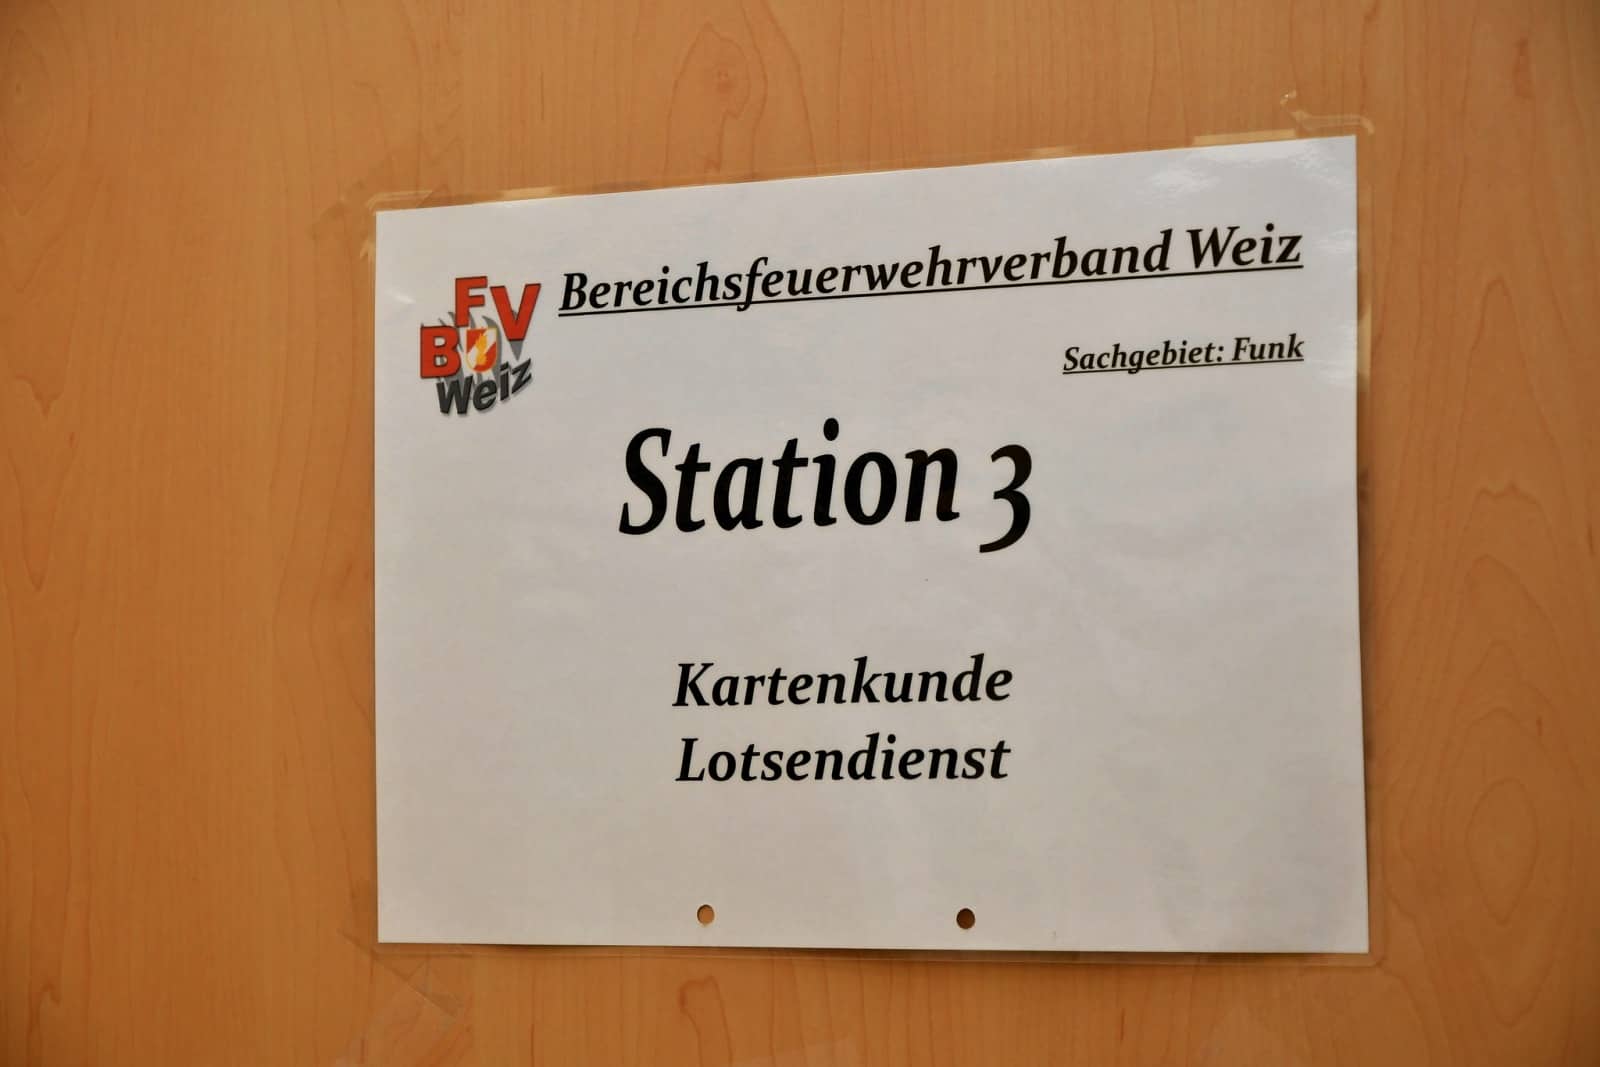 BFV
Weiz
Bereichsfeuerwehrverband Weiz
Sachgebiet: Funk
Station 3
Kartenkunde
Lotsendienst